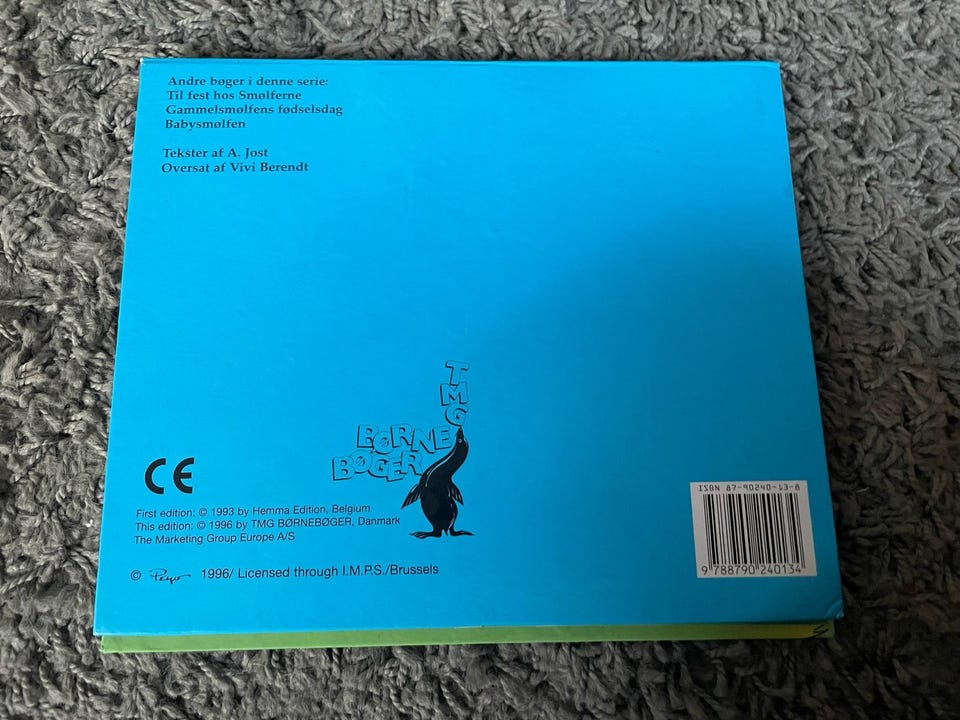 Andre bøger i denne serie:
Til fest hos Smølferne
Gammelsmølfens fødselsdag
Babysmølfen
Tekster af A. Jost
Oversat af Vivi Berendt
TMG
BØRNE
BØGER
CE
First edition: © 1993 by Hemma Edition, Belgium
This edition: © 1996 by TMG BØRNEBØGER, Danmark
The Marketing Group Europe A/S
© Peyo 1996/ Licensed through I.M.P.S./Brussels
ISBN 87-90240-13-8
9 788790 240134